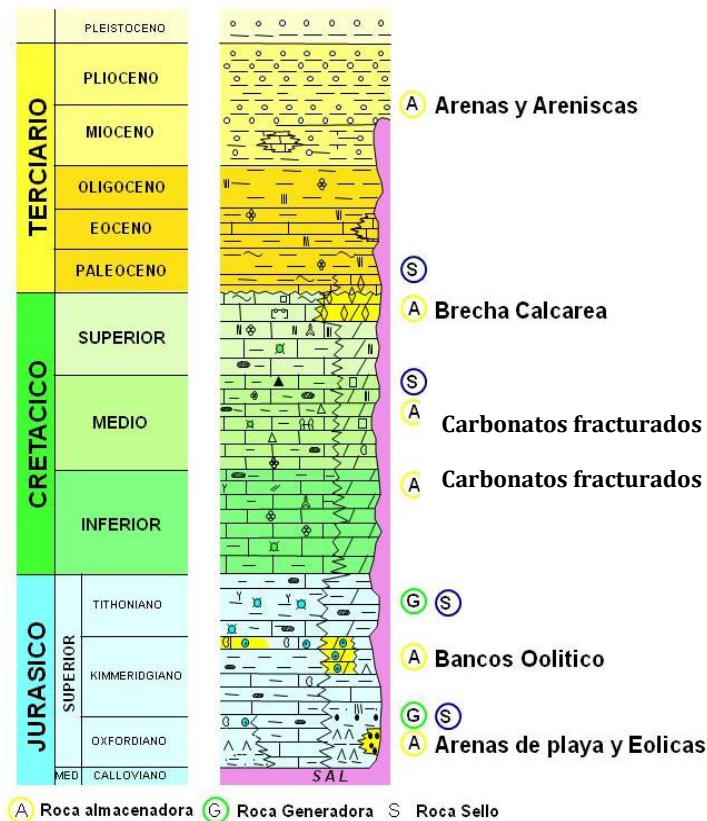 PLEISTOCENO
TERCIARIO
PLIOCENO
A Arenas y Areniscas
MIOCENO
OLIGOCENO
EOCENO
PALEOCENO
S
A Brecha Calcarea
CRETACICO
SUPERIOR
S
MEDIO
A Carbonatos fracturados
A Carbonatos fracturados
INFERIOR
JURASICO
SUPERIOR
TITHONIANO
G S
A Bancos Oolitico
KIMMERIDGIANO
G S
OXFORDIANO
A Arenas de playa y Eolicas
MED CALLOVIANO
SAL
A Roca almacenadora G Roca Generadora S Roca Sello